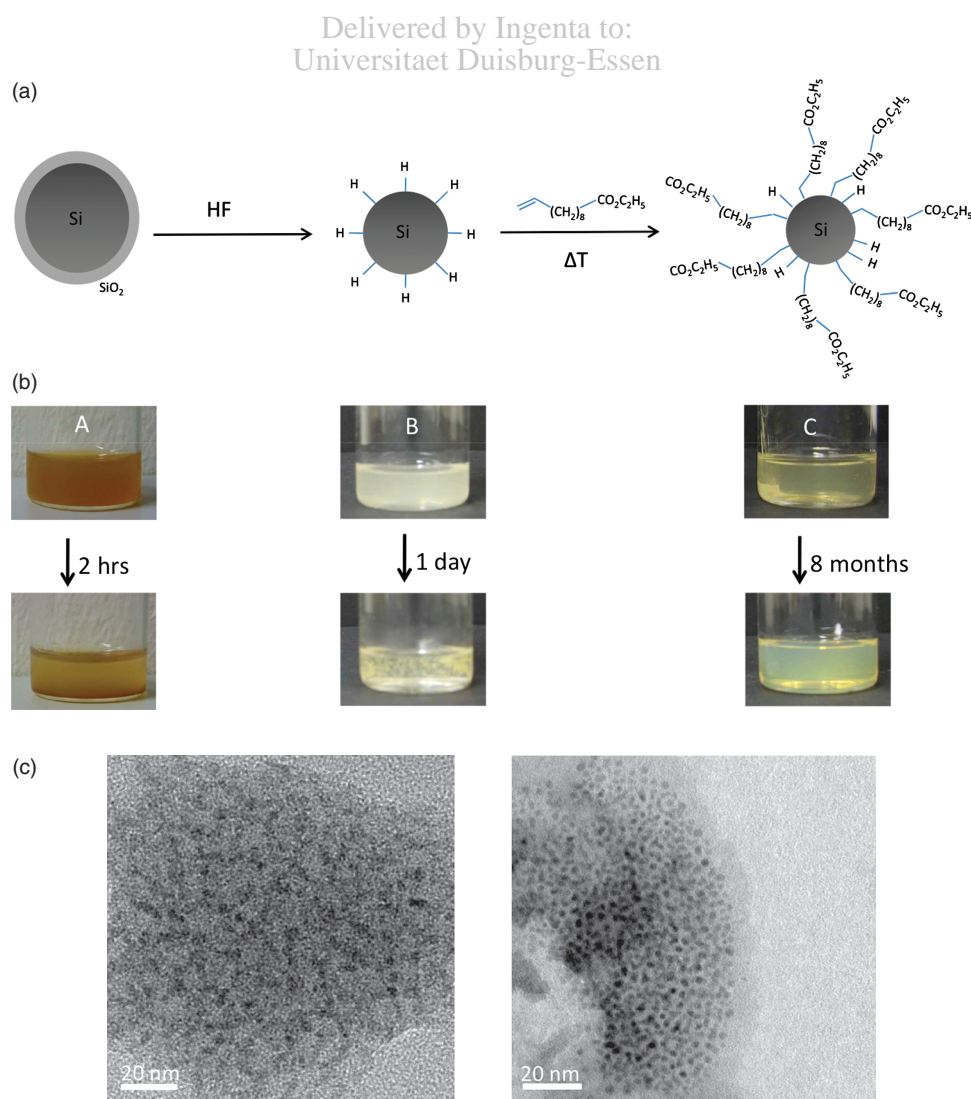 Delivered by Ingenta to:
Universitaet Duisburg-Essen
(a)
Si
SiO₂
HF
H
H
H
H
Si
H
H
H
H
(CH₂)₈
CO₂C₂H₅
ΔT
CO₂C₂H₅
(CH₂)₈
CO₂C₂H₅
(CH₂)₈
CO₂C₂H₅
(CH₂)₈
H
H
Si
(CH₂)₈
CO₂C₂H₅
H
H
H
CO₂C₂H₅
(CH₂)₈
(CH₂)₈
CO₂C₂H₅
(CH₂)₈
CO₂C₂H₅
(b)
A
B
C
2 hrs
1 day
8 months
(c)
20 nm
20 nm